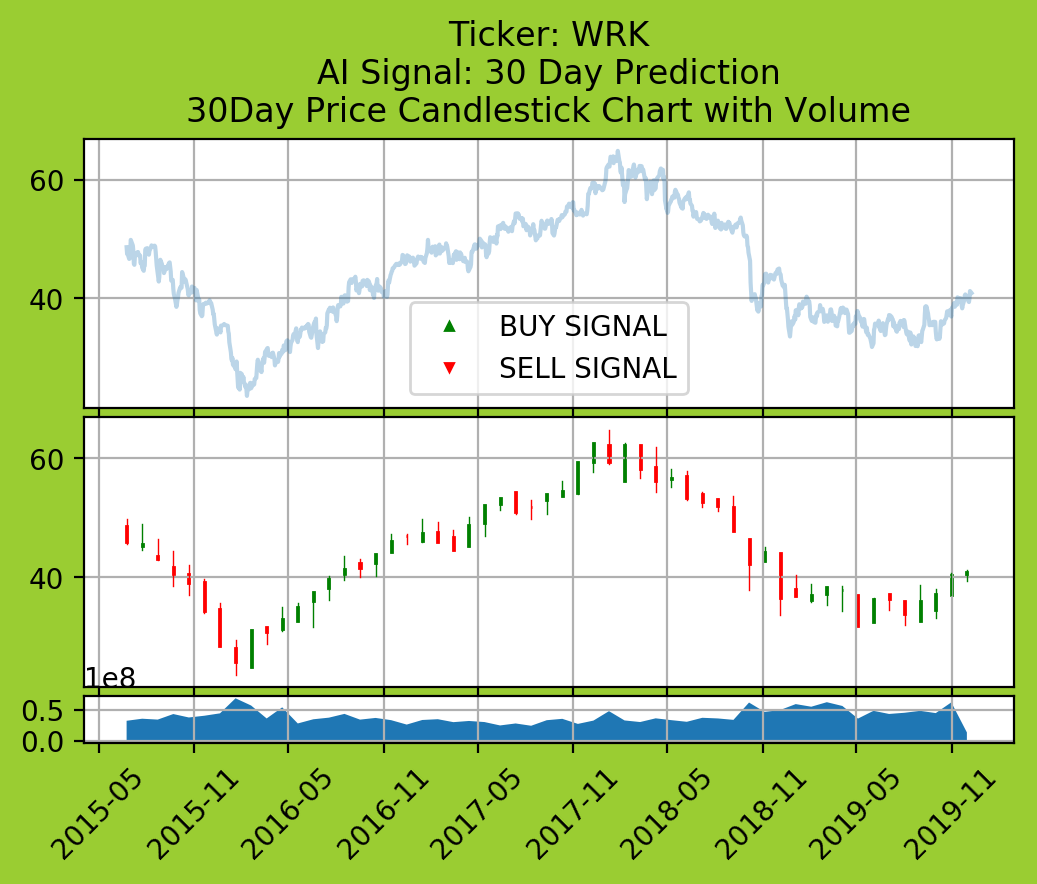 Ticker: WRK
AI Signal: 30 Day Prediction
30Day Price Candlestick Chart with Volume
60
40
BUY SIGNAL
SELL SIGNAL
60
40
1e8
0.5
0.0
2015-05
2015-11
2016-05
2016-11
2017-05
2017-11
2018-05
2018-11
2019-05
2019-11